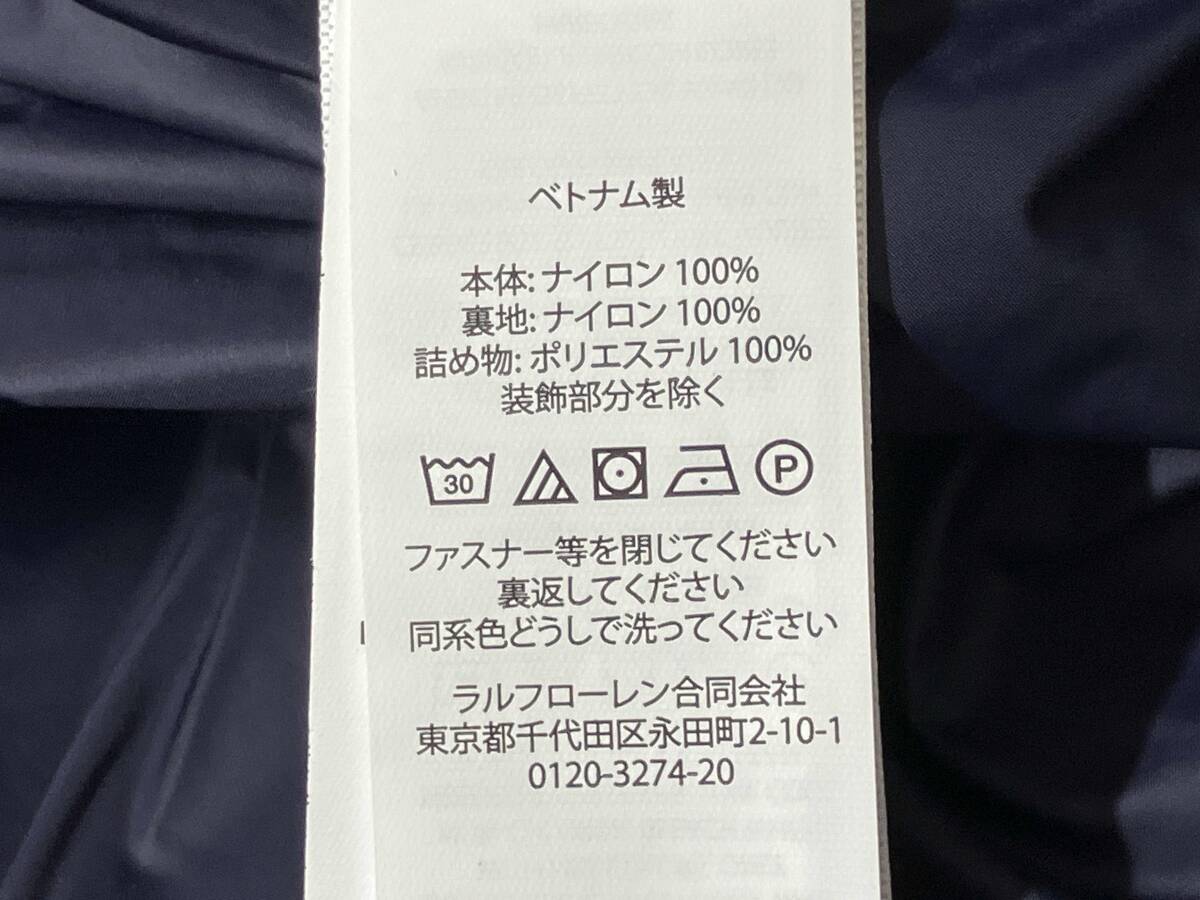 ベトナム製
本体: ナイロン 100%
裏地: ナイロン 100%
詰め物: ポリエステル 100%
装飾部分を除く
30 P
ファスナー等を閉じてください
裏返してください
同系色どうしで洗ってください
ラルフローレン合同会社
東京都千代田区永田町2-10-1
0120-3274-20